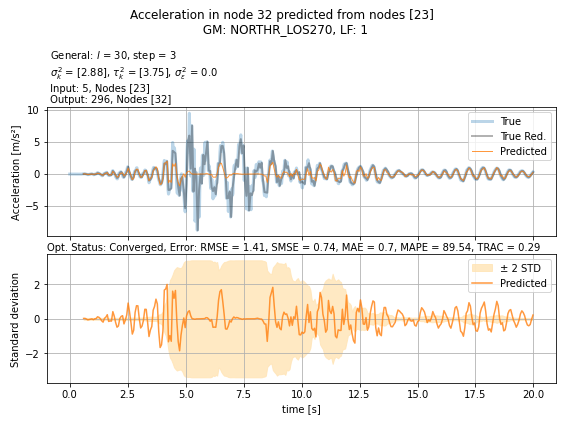 Acceleration in node 32 predicted from nodes [23]
GM: NORTHR_LOS270, LF: 1
General: l = 30, step = 3
σ²ₖ = [2.88], τ²ₖ = [3.75], σ²ε = 0.0
Input: 5, Nodes [23]
Output: 296, Nodes [32]
Acceleration [m/s²]
10
5
0
−5
True
True Red.
Predicted
Opt. Status: Converged, Error: RMSE = 1.41, SMSE = 0.74, MAE = 0.7, MAPE = 89.54, TRAC = 0.29
Standard deviation
2
0
−2
± 2 STD
Predicted
0.0 2.5 5.0 7.5 10.0 12.5 15.0 17.5 20.0
time [s]